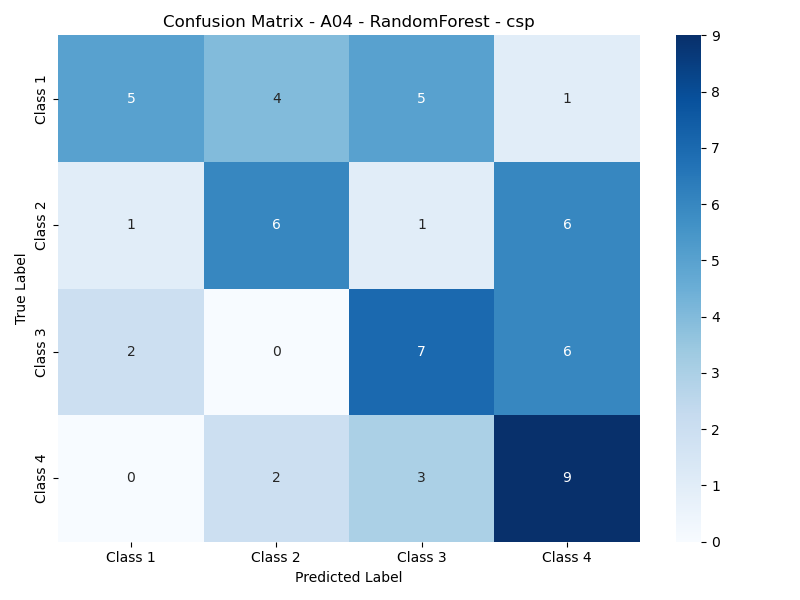 Confusion Matrix - A04 - RandomForest - csp
True Label
Class 1
5 4 5 1
Class 2
1 6 1 6
Class 3
2 0 7 6
Class 4
0 2 3 9
Class 1 Class 2 Class 3 Class 4
Predicted Label
9
8
7
6
5
4
3
2
1
0